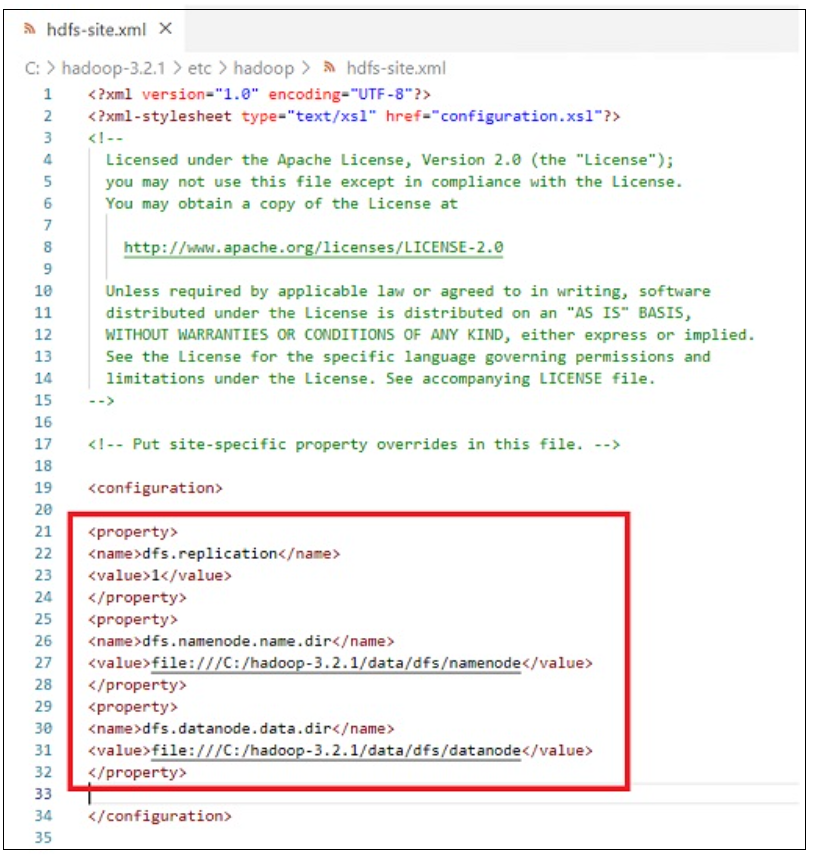 hdfs-site.xml
C: > hadoop-3.2.1 > etc > hadoop > hdfs-site.xml
1 <?xml version="1.0" encoding="UTF-8"?>
2 <?xml-stylesheet type="text/xsl" href="configuration.xsl"?>
3 <!--
4 Licensed under the Apache License, Version 2.0 (the "License");
5 you may not use this file except in compliance with the License.
6 You may obtain a copy of the License at
7
8 http://www.apache.org/licenses/LICENSE-2.0
9
10 Unless required by applicable law or agreed to in writing, software
11 distributed under the License is distributed on an "AS IS" BASIS,
12 WITHOUT WARRANTIES OR CONDITIONS OF ANY KIND, either express or implied.
13 See the License for the specific language governing permissions and
14 limitations under the License. See accompanying LICENSE file.
15 -->
16
17 <!-- Put site-specific property overrides in this file. -->
18
19 <configuration>
20
21 <property>
22 <name>dfs.replication</name>
23 <value>1</value>
24 </property>
25 <property>
26 <name>dfs.namenode.name.dir</name>
27 <value>file:///C:/hadoop-3.2.1/data/dfs/namenode</value>
28 </property>
29 <property>
30 <name>dfs.datanode.data.dir</name>
31 <value>file:///C:/hadoop-3.2.1/data/dfs/datanode</value>
32 </property>
33
34 </configuration>
35